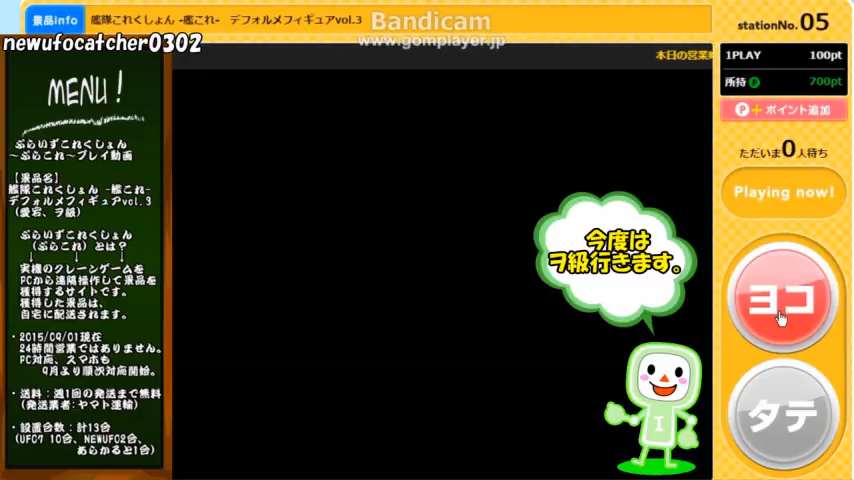 景品info
艦隊これくしょん -艦これ- デフォルメフィギュアvol.3
Bandicam
www.gomplayer.jp
newufocatcher0302
本日の営業時
stationNo.05
1PLAY 100pt
所持P 700pt
P+ポイント追加
ただいま0人待ち
Playing now!
ヨコ
タテ
MENU!
ぷらいずこれくしょん
～ぷらこれ～プレイ動画
【景品名】
艦隊これくしょん -艦これ-
デフォルメフィギュアvol.3
(愛宕、ヲ級)
ぷらいずこれくしょん
(ぷらこれ)とは?
↓ ↓ ↓
実機のクレーンゲームを
PCから遠隔操作して景品を
獲得するサイトです。
獲得した景品は、
自宅に配送されます。
・2015/09/01現在
24時間営業ではありません。
PC対応、スマホも
9月より順次対応開始。
・送料：週1回の発送まで無料
(発送業者:ヤマト運輸)
・設置台数：計13台
(UFO7 10台、NEWUFO2台、
あらかると1台)
今度は
ヲ級行きます。
I